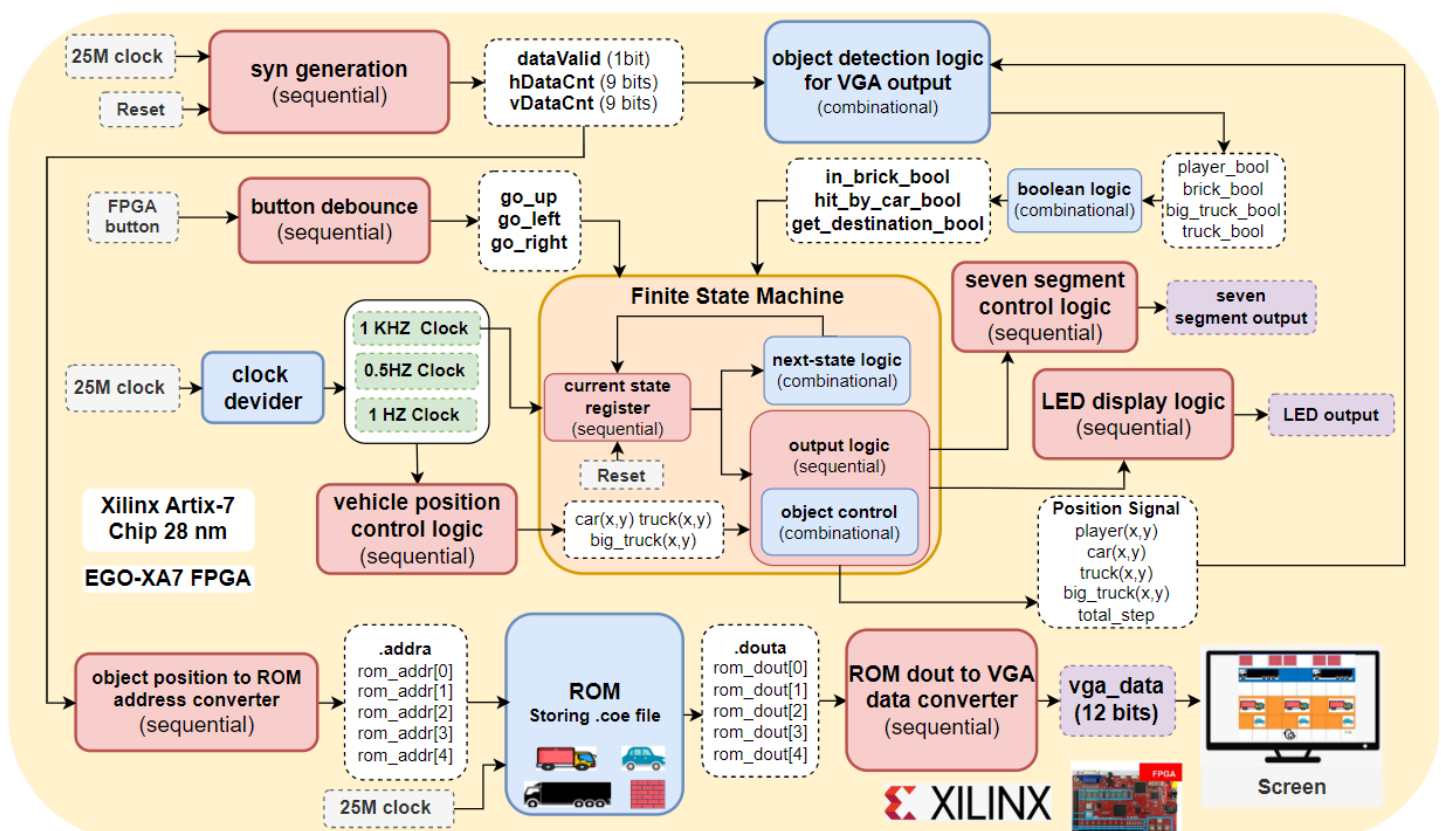 25M clock
Reset
syn generation
(sequential)
dataValid (1bit)
hDataCnt (9 bits)
vDataCnt (9 bits)
object detection logic
for VGA output
(combinational)
player_bool
brick_bool
big_truck_bool
truck_bool
boolean logic
(combinational)
in_brick_bool
hit_by_car_bool
get_destination_bool
FPGA
button
button debounce
(sequential)
go_up
go_left
go_right
Finite State Machine
next-state logic
(combinational)
current state
register
(sequential)
Reset
output logic
(sequential)
object control
(combinational)
seven segment
control logic
(sequential)
seven
segment output
25M clock
clock
devider
1 KHZ Clock
0.5HZ Clock
1 HZ Clock
LED display logic
(sequential)
LED output
vehicle position
control logic
(sequential)
car(x,y) truck(x,y)
big_truck(x,y)
Position Signal
player(x,y)
car(x,y)
truck(x,y)
big_truck(x,y)
total_step
Xilinx Artix-7
Chip 28 nm
EGO-XA7 FPGA
object position to ROM
address converter
(sequential)
.addra
rom_addr[0]
rom_addr[1]
rom_addr[2]
rom_addr[3]
rom_addr[4]
25M clock
ROM
Storing .coe file
.douta
rom_dout[0]
rom_dout[1]
rom_dout[2]
rom_dout[3]
rom_dout[4]
ROM dout to VGA
data converter
(sequential)
vga_data
(12 bits)
Screen
XILINX
FPGA